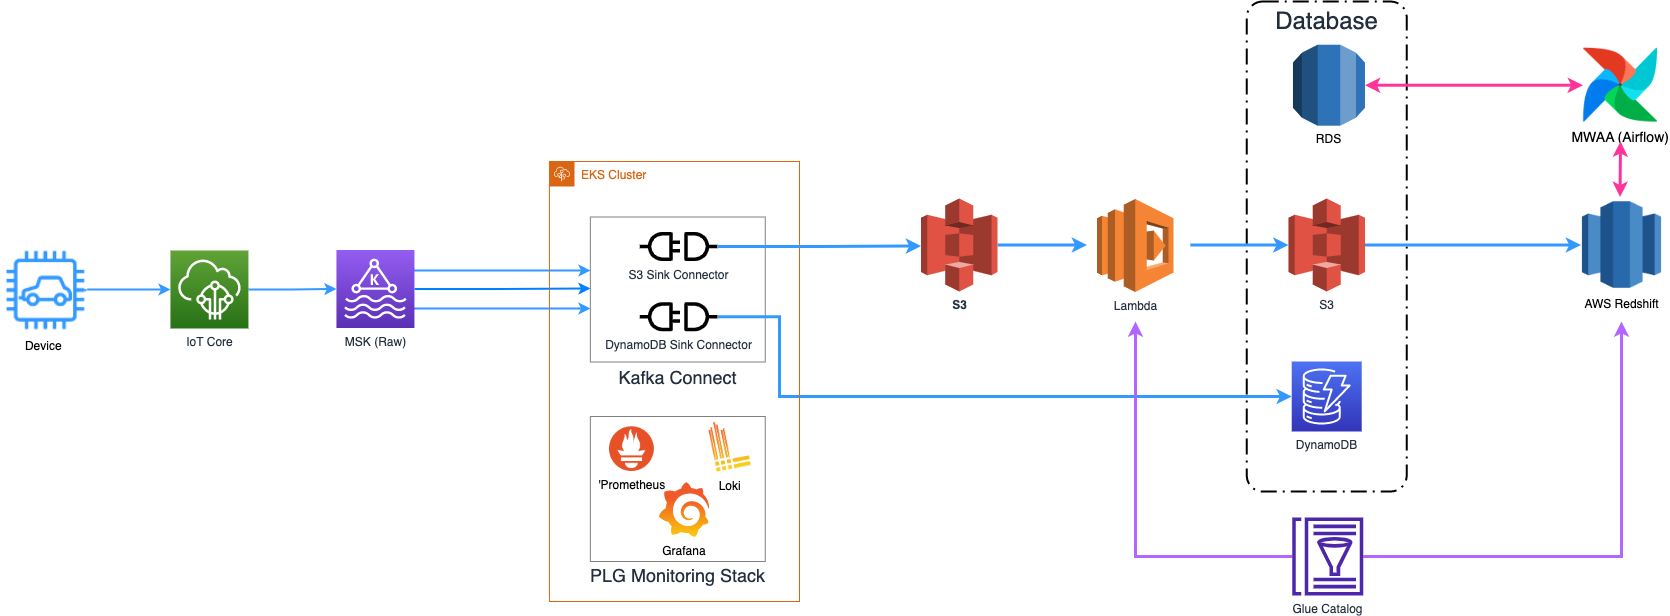 Database
RDS
MWAA (Airflow)
EKS Cluster
S3 Sink Connector
DynamoDB Sink Connector
Kafka Connect
Device
IoT Core
K
MSK (Raw)
S3
Lambda
S3
AWS Redshift
DynamoDB
'Prometheus
Loki
Grafana
PLG Monitoring Stack
Glue Catalog